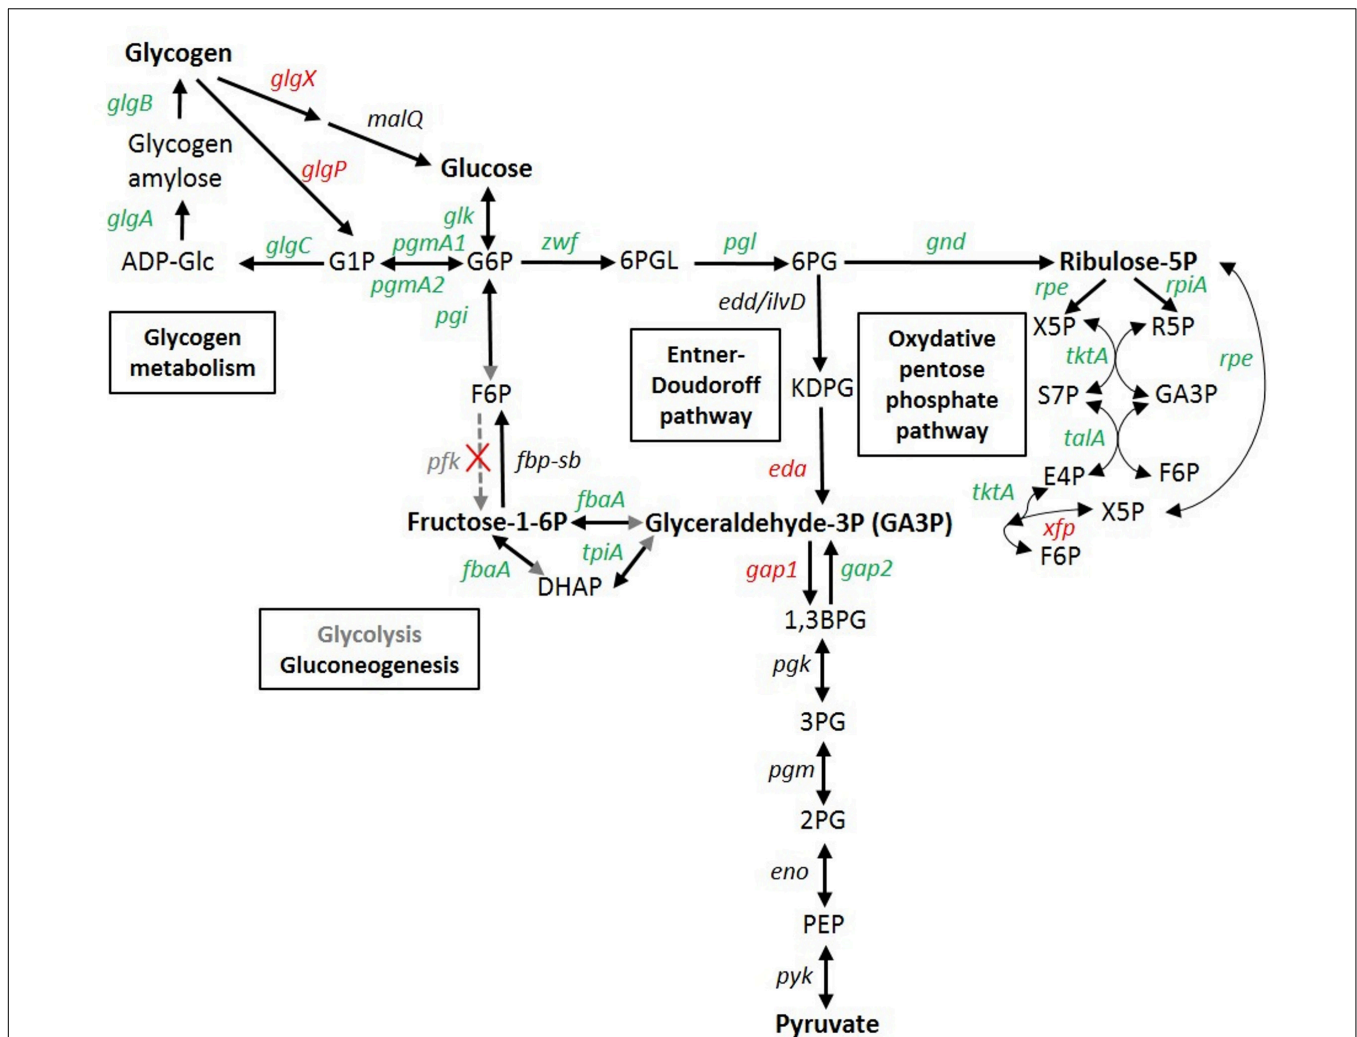 Glycogen
glgX
glgB
malQ
Glycogen
amylose
glgP
Glucose
glgA
glk
ADP-Glc
glgC
G1P
pgmA1
pgmA2
G6P
zwf
6PGL
pgl
6PG
gnd
Ribulose-5P
rpe
rpiA
pgi
edd/ilvD
X5P
R5P
Glycogen
metabolism
Entner-
Doudoroff
pathway
Oxydative
pentose
phosphate
pathway
tktA
rpe
F6P
KDPG
S7P
GA3P
talA
pfk
fbp-sb
eda
E4P
F6P
tktA
fbaA
X5P
Fructose-1-6P
Glyceraldehyde-3P (GA3P)
xfp
F6P
fbaA
tpiA
DHAP
gap1
gap2
1,3BPG
Glycolysis
Gluconeogenesis
pgk
3PG
pgm
2PG
eno
PEP
pyk
Pyruvate